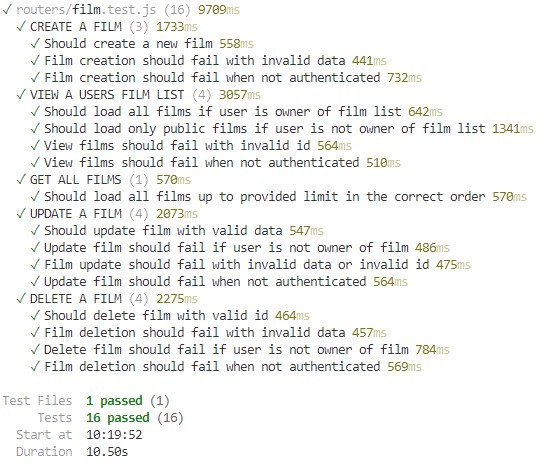 ✓ routers/film.test.js (16) 9709ms
✓ CREATE A FILM (3) 1733ms
✓ Should create a new film 558ms
✓ Film creation should fail with invalid data 441ms
✓ Film creation should fail when not authenticated 732ms
✓ VIEW A USERS FILM LIST (4) 3057ms
✓ Should load all films if user is owner of film list 642ms
✓ Should load only public films if user is not owner of film list 1341ms
✓ View films should fail with invalid id 564ms
✓ View films should fail when not authenticated 510ms
✓ GET ALL FILMS (1) 570ms
✓ Should load all films up to provided limit in the correct order 570ms
✓ UPDATE A FILM (4) 2073ms
✓ Should update film with valid data 547ms
✓ Update film should fail if user is not owner of film 486ms
✓ Film update should fail with invalid data or invalid id 475ms
✓ Update film should fail when not authenticated 564ms
✓ DELETE A FILM (4) 2275ms
✓ Should delete film with valid id 464ms
✓ Film deletion should fail with invalid data 457ms
✓ Delete film should fail if user is not owner of film 784ms
✓ Film deletion should fail when not authenticated 569ms
Test Files 1 passed (1)
Tests 16 passed (16)
Start at 10:19:52
Duration 10.50s